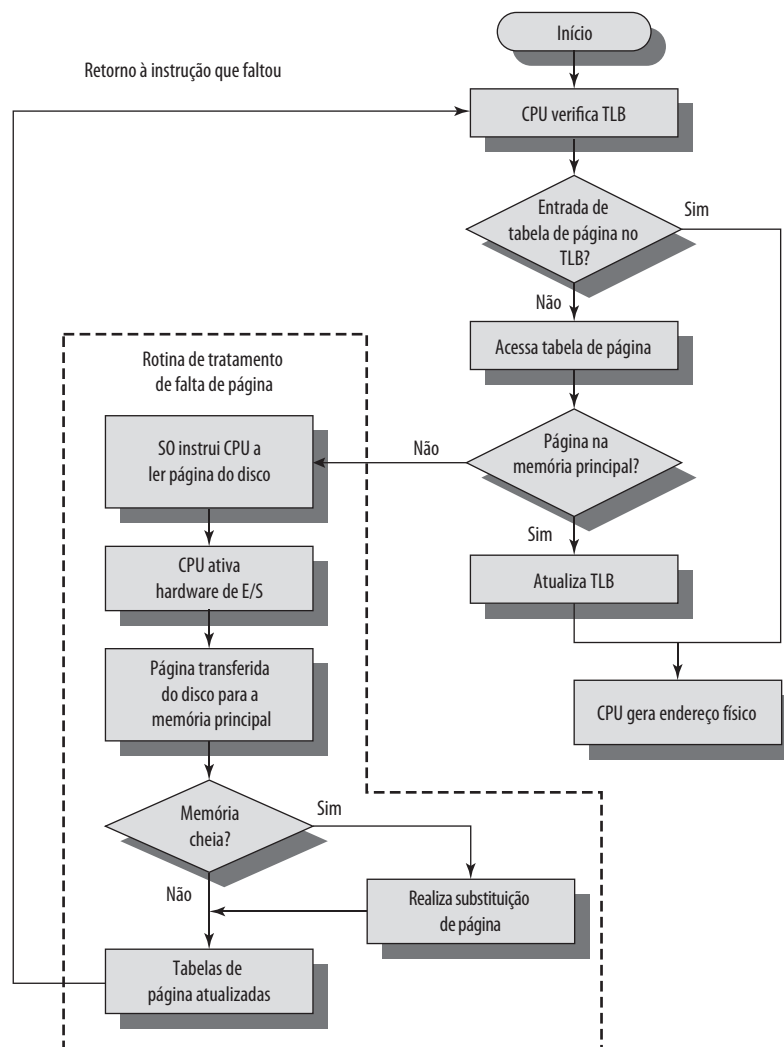 Início
Retorno à instrução que faltou
CPU verifica TLB
Entrada de
tabela de página no
TLB?
Sim
Não
Acessa tabela de página
Rotina de tratamento
de falta de página
Página na
memória principal?
Não
SO instrui CPU a
ler página do disco
Sim
Atualiza TLB
CPU ativa
hardware de E/S
Página transferida
do disco para a
memória principal
CPU gera endereço físico
Memória
cheia?
Sim
Não
Realiza substituição
de página
Tabelas de
página atualizadas